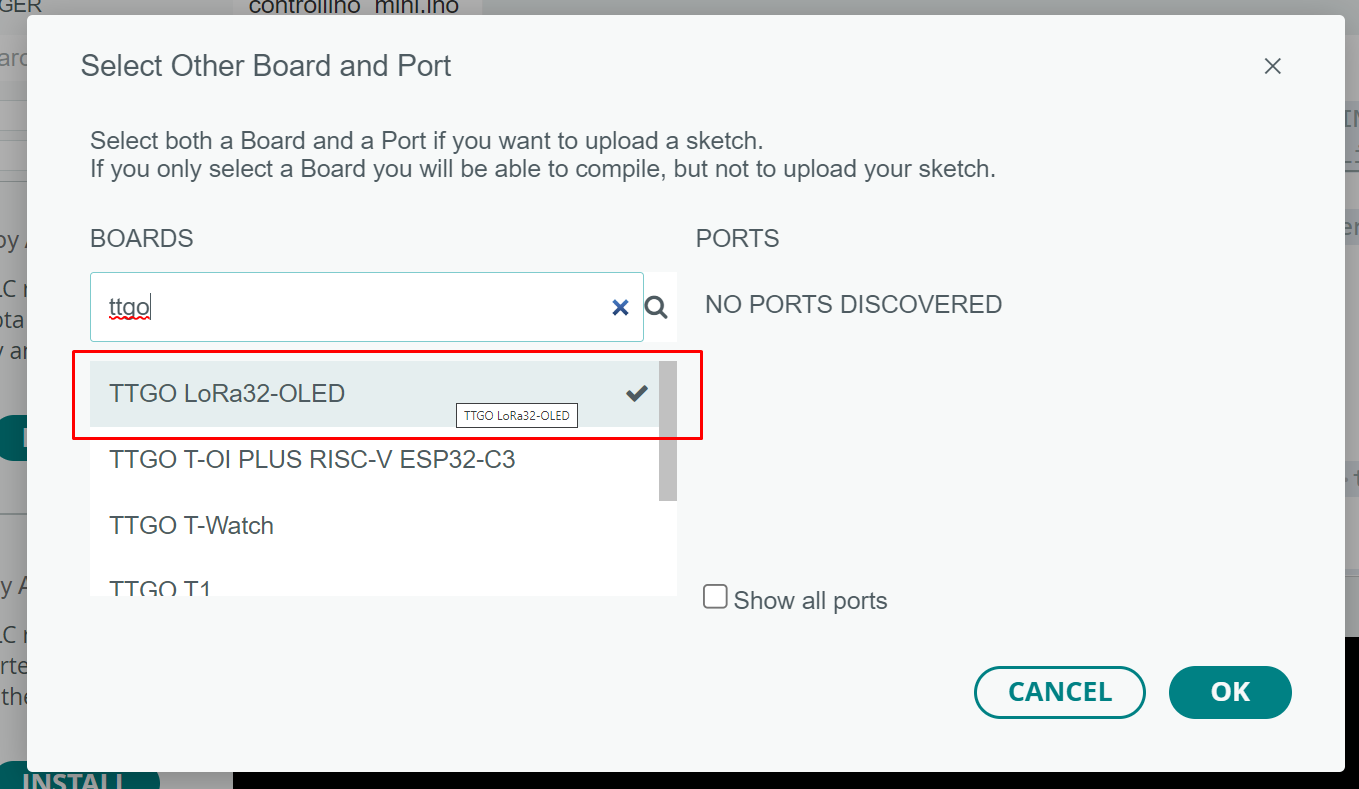 controllino_mini.ino
Select Other Board and Port
Select both a Board and a Port if you want to upload a sketch.
If you only select a Board you will be able to compile, but not to upload your sketch.
BOARDS
PORTS
ttgo
NO PORTS DISCOVERED
TTGO LoRa32-OLED
TTGO LoRa32-OLED
TTGO T-OI PLUS RISC-V ESP32-C3
TTGO T-Watch
TTGO T1
Show all ports
CANCEL
OK
INSTALL